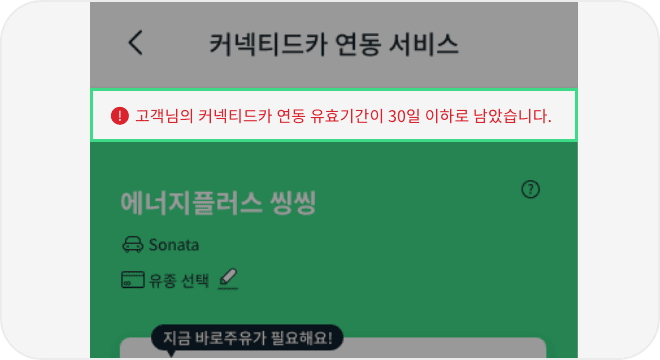 커넥티드카 연동 서비스
고객님의 커넥티드카 연동 유효기간이 30일 이하로 남았습니다.
에너지플러스 씽씽
Sonata
유종 선택
지금 바로주유가 필요해요!